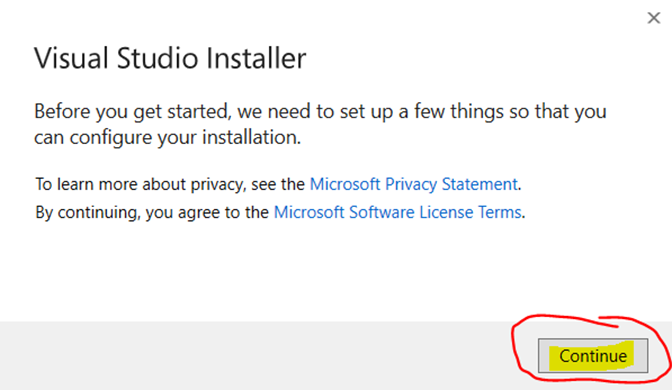 Visual Studio Installer
Before you get started, we need to set up a few things so that you
can configure your installation.
To learn more about privacy, see the Microsoft Privacy Statement.
By continuing, you agree to the Microsoft Software License Terms.
Continue